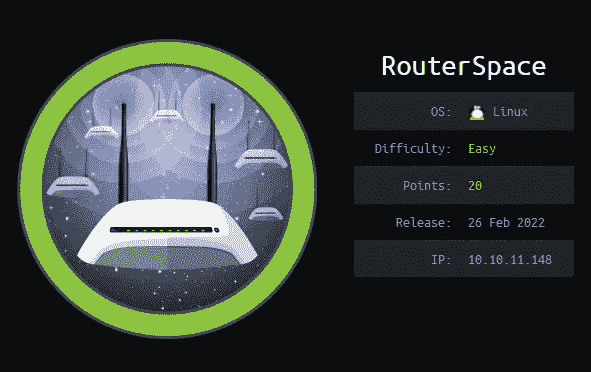 RouterSpace
OS: Linux
Difficulty: Easy
Points: 20
Release: 26 Feb 2022
IP: 10.10.11.148